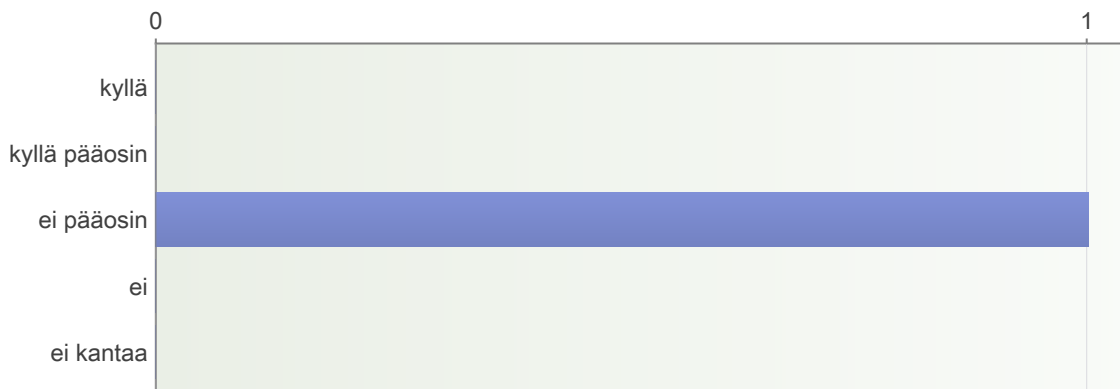 0 1
kyllä
kyllä pääosin
ei pääosin
ei
ei kantaa